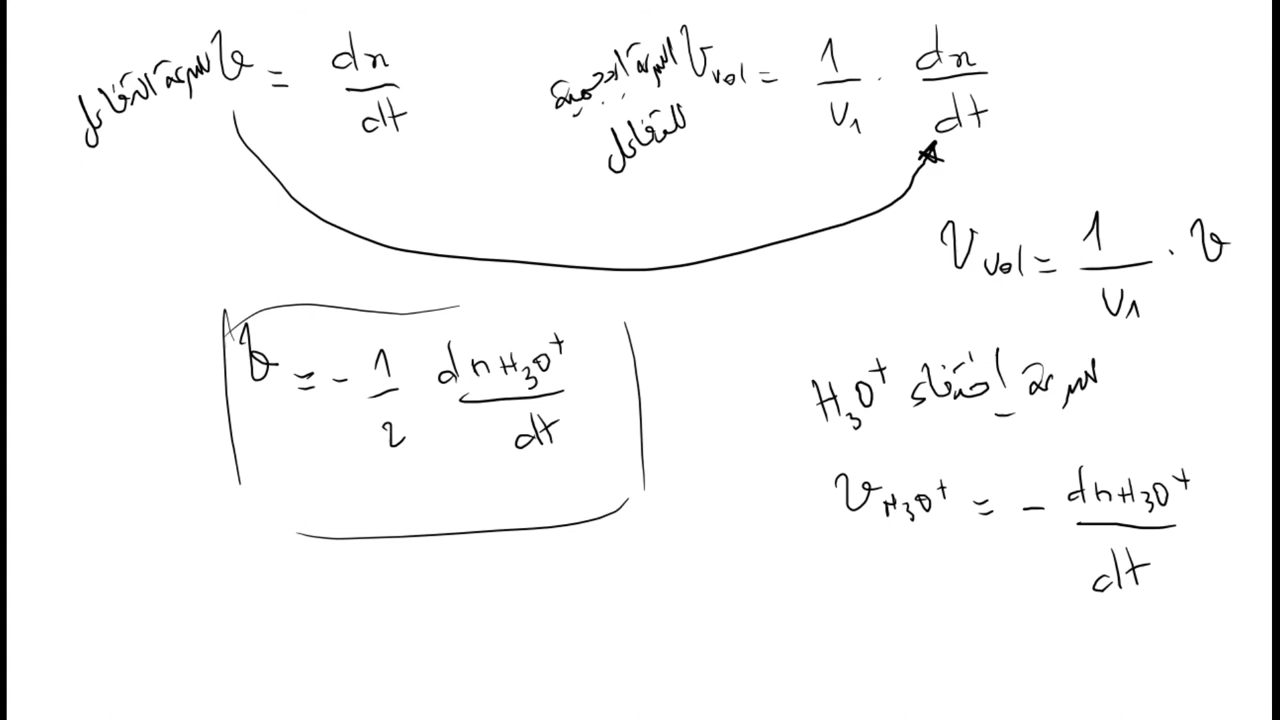 سرعة التفاعل v = dx/dt
السرعة الحجمية للتفاعل v_vol = 1/V₁ . dx/dt
v_vol = 1/V₁ . v
v = - 1/2 dnH₃O⁺/dt
سرعة اختفاء H₃O⁺
v_H₃O⁺ = - dnH₃O⁺/dt